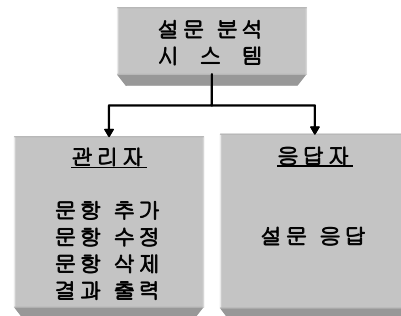 설문 분석
시 스 템
관리자
문항 추가
문항 수정
문항 삭제
결과 출력
응답자
설문 응답